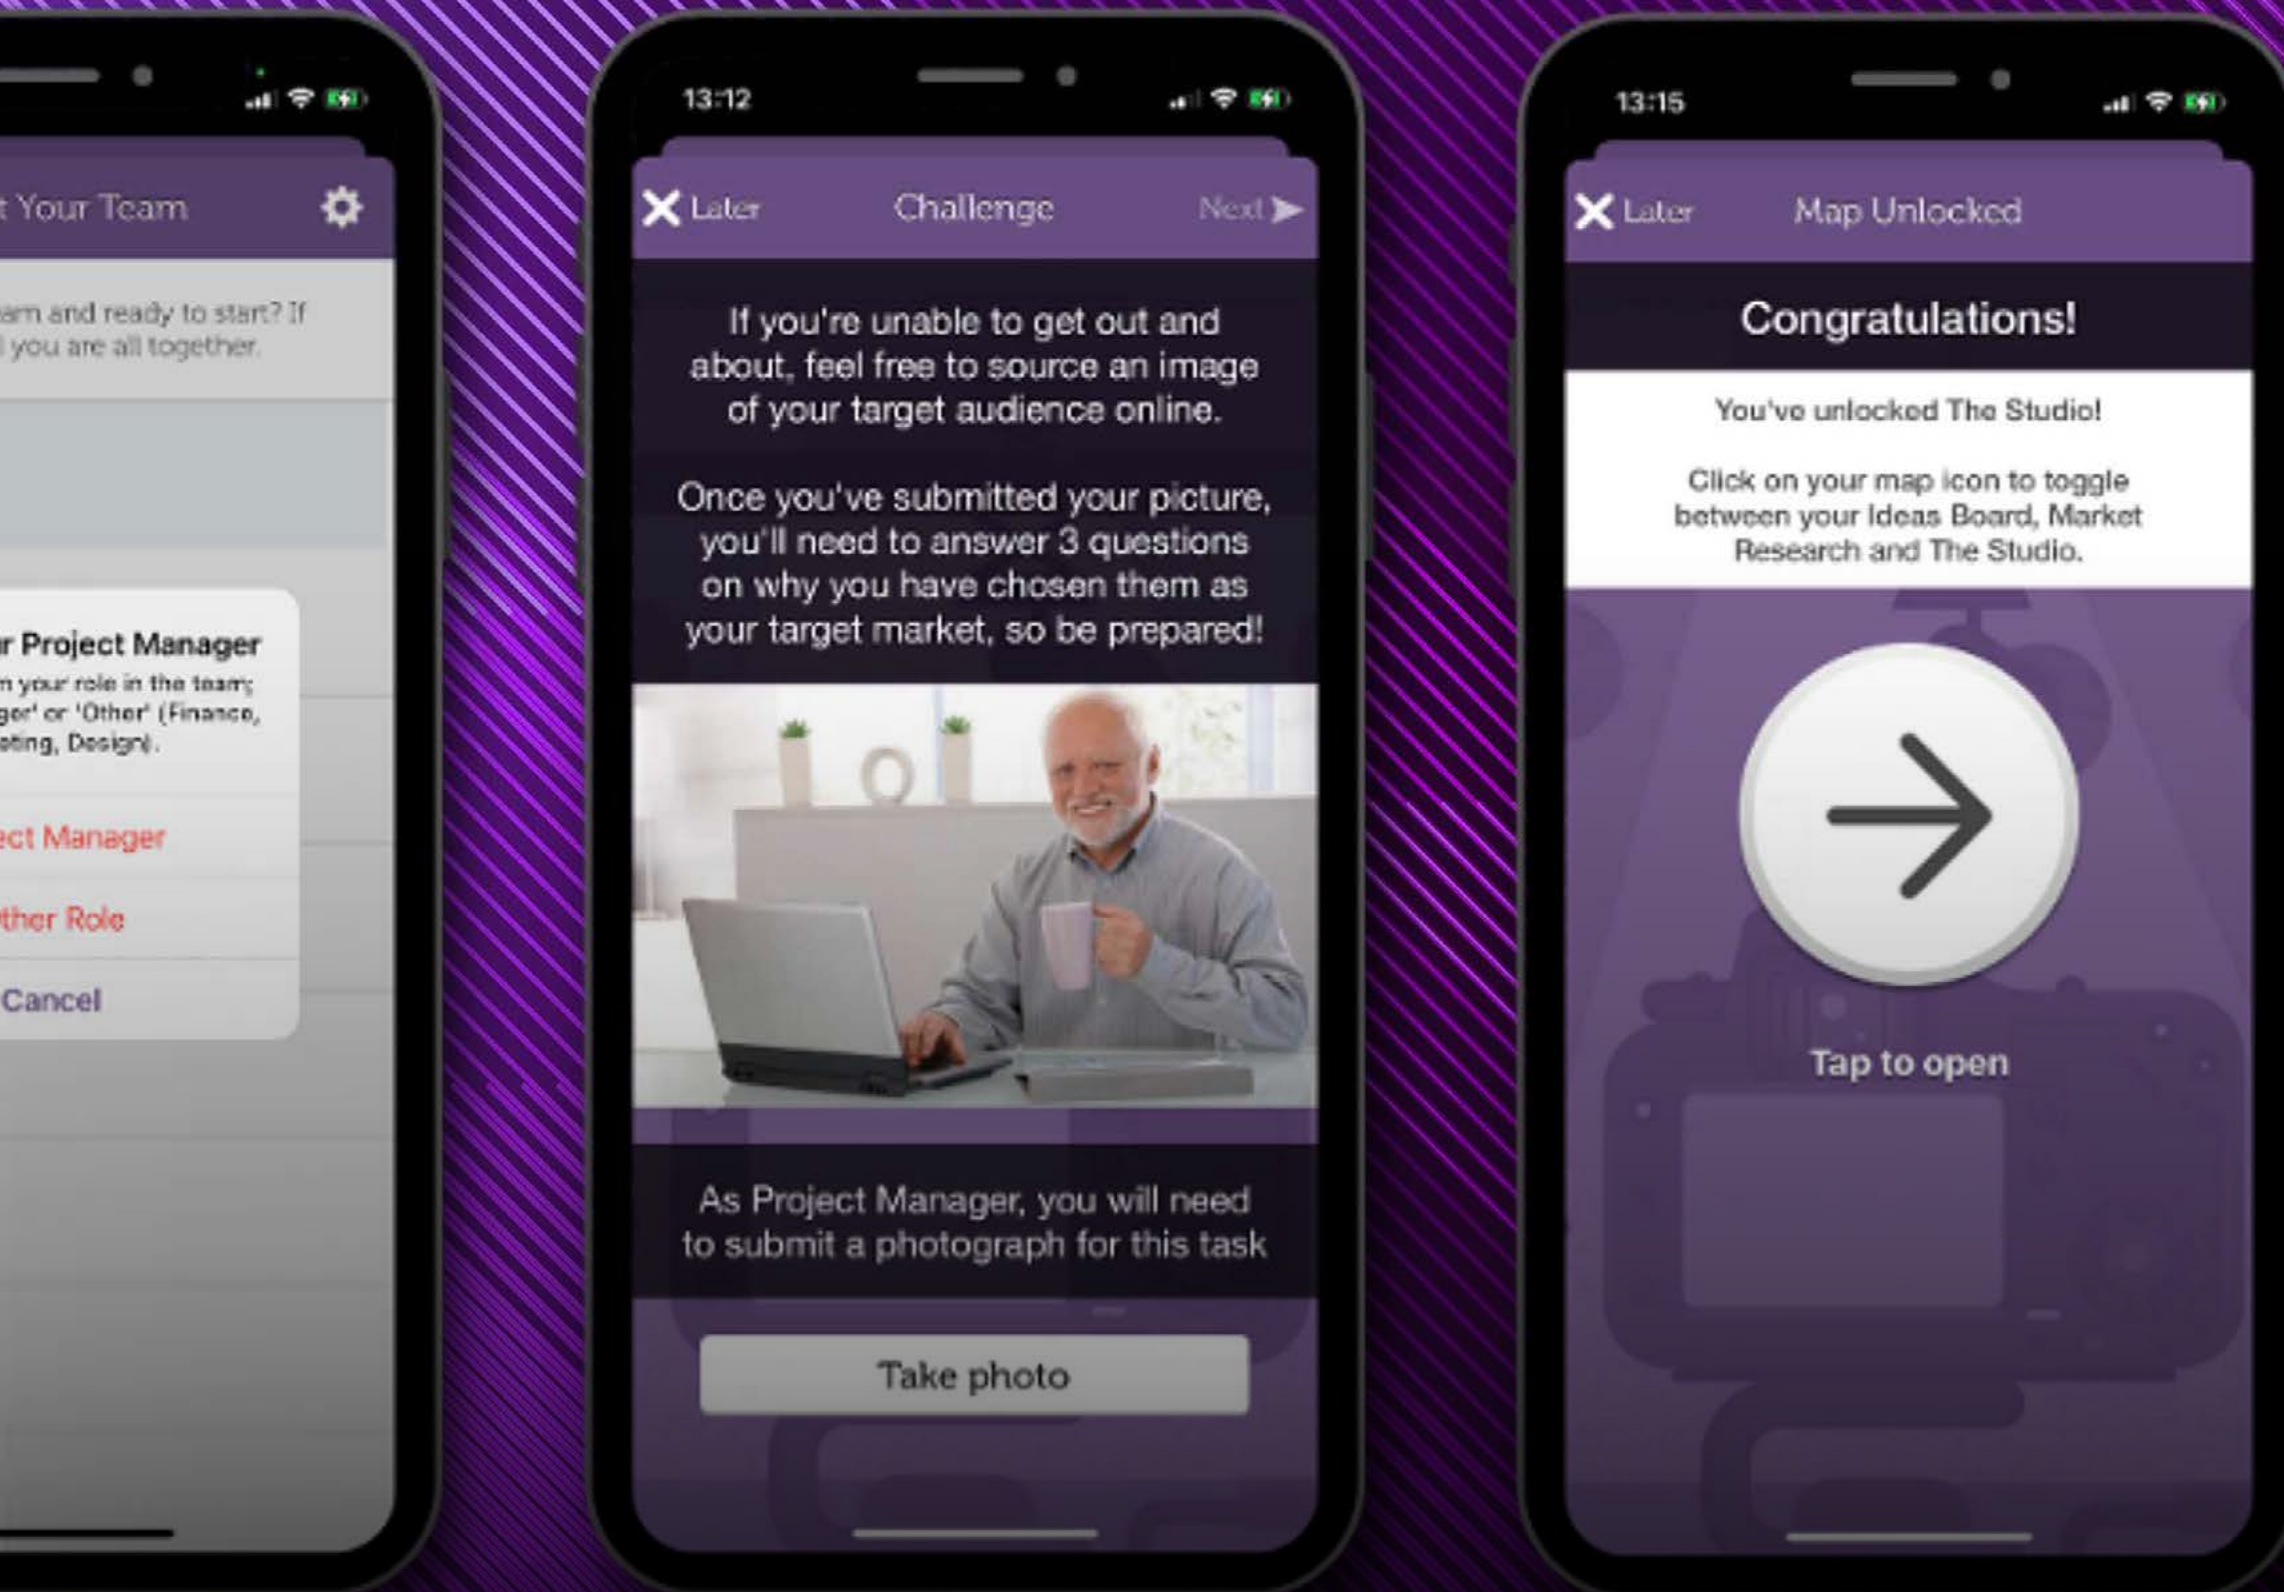 t Your Team
am and ready to start? If
l you are all together.
r Project Manager
n your role in the team;
ger' or 'Other' (Finance,
eting, Design).
ect Manager
ther Role
Cancel
13:12
Later
Challenge
Next
If you're unable to get out and
about, feel free to source an image
of your target audience online.
Once you've submitted your picture,
you'll need to answer 3 questions
on why you have chosen them as
your target market, so be prepared!
As Project Manager, you will need
to submit a photograph for this task
Take photo
13:15
Later
Map Unlocked
Congratulations!
You've unlocked The Studio!
Click on your map icon to toggle
between your Ideas Board, Market
Research and The Studio.
Tap to open